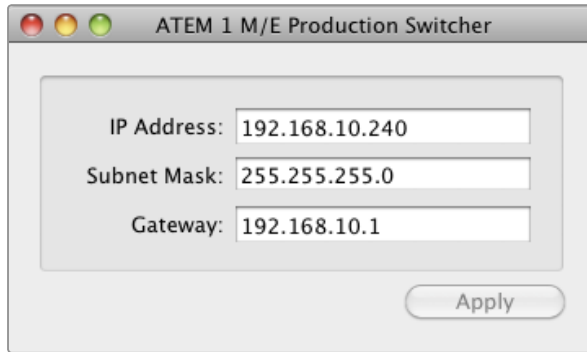 ATEM 1 M/E Production Switcher
IP Address: 192.168.10.240
Subnet Mask: 255.255.255.0
Gateway: 192.168.10.1
Apply